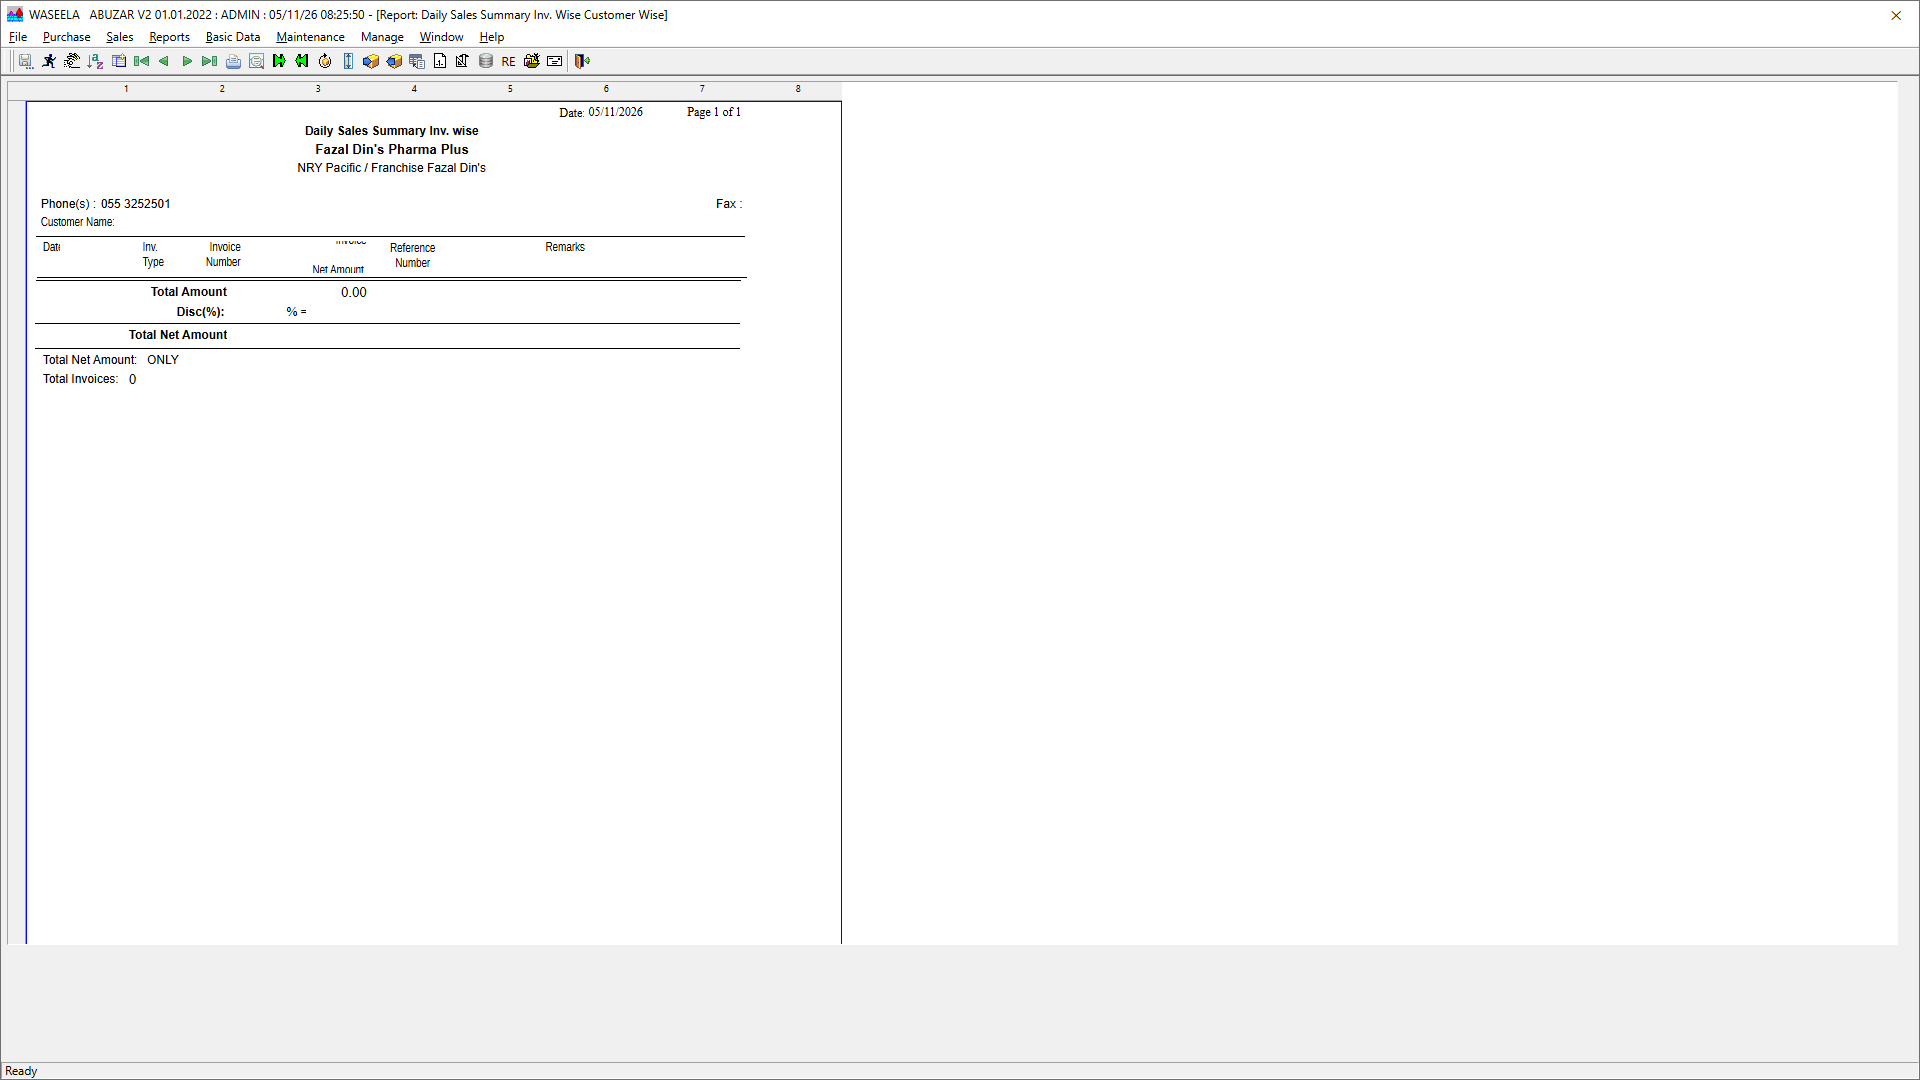 WASEELA ABUZAR V2 01.01.2022 : ADMIN : 05/11/26 08:25:50 - [Report: Daily Sales Summary Inv. Wise Customer Wise]
File Purchase Sales Reports Basic Data Maintenance Manage Window Help
RE
1 2 3 4 5 6 7 8
Date: 05/11/2026 Page 1 of 1
Daily Sales Summary Inv. wise
Fazal Din's Pharma Plus
NRY Pacific / Franchise Fazal Din's
Phone(s) : 055 3252501 Fax :
Customer Name:
Date Inv. Type Invoice Number Invoice Net Amount Reference Number Remarks
Total Amount 0.00
Disc(%): % =
Total Net Amount
Total Net Amount: ONLY
Total Invoices: 0
Ready